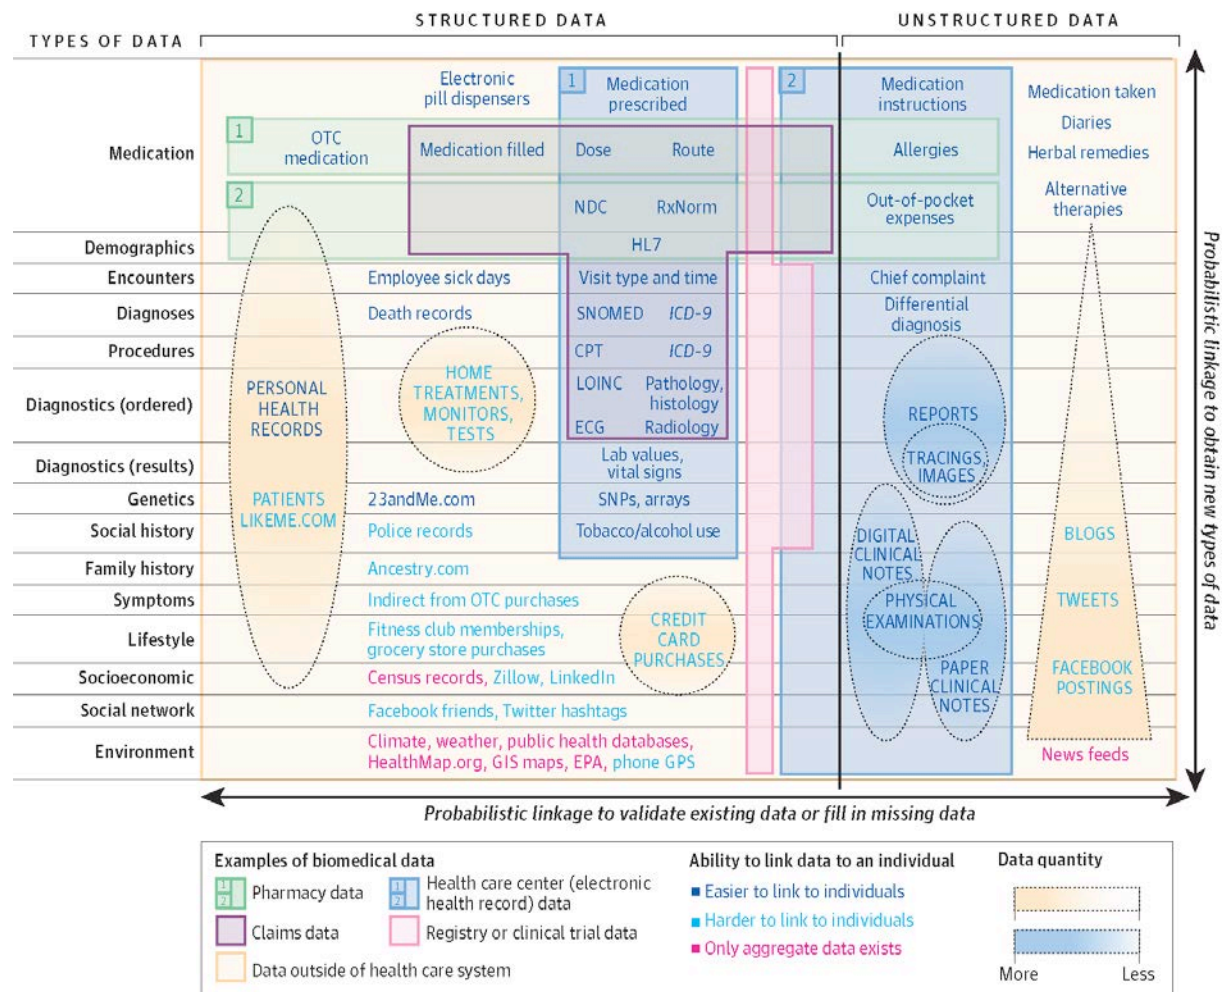 STRUCTURED DATA
UNSTRUCTURED DATA
TYPES OF DATA
Medication
Demographics
Encounters
Diagnoses
Procedures
Diagnostics (ordered)
Diagnostics (results)
Genetics
Social history
Family history
Symptoms
Lifestyle
Socioeconomic
Social network
Environment
1
2
OTC
medication
PERSONAL
HEALTH
RECORDS
PATIENTS
LIKEME.COM
Electronic
pill dispensers
Medication filled
Employee sick days
Death records
HOME
TREATMENTS,
MONITORS,
TESTS
23andMe.com
Police records
Ancestry.com
Indirect from OTC purchases
Fitness club memberships,
grocery store purchases
Census records, Zillow, LinkedIn
Facebook friends, Twitter hashtags
Climate, weather, public health databases,
HealthMap.org, GIS maps, EPA, phone GPS
CREDIT
CARD
PURCHASES
1
Medication
prescribed
Dose Route
NDC RxNorm
HL7
Visit type and time
SNOMED ICD-9
CPT ICD-9
LOINC Pathology,
histology
ECG Radiology
Lab values,
vital signs
SNPs, arrays
Tobacco/alcohol use
2
Medication
instructions
Allergies
Out-of-pocket
expenses
Chief complaint
Differential
diagnosis
REPORTS
TRACINGS,
IMAGES
DIGITAL
CLINICAL
NOTES
PHYSICAL
EXAMINATIONS
PAPER
CLINICAL
NOTES
Medication taken
Diaries
Herbal remedies
Alternative
therapies
BLOGS
TWEETS
FACEBOOK
POSTINGS
News feeds
Probabilistic linkage to obtain new types of data
Probabilistic linkage to validate existing data or fill in missing data
Examples of biomedical data
1
2
Pharmacy data
1
2
Health care center (electronic
health record) data
Claims data
Registry or clinical trial data
Data outside of health care system
Ability to link data to an individual
Easier to link to individuals
Harder to link to individuals
Only aggregate data exists
Data quantity
More Less